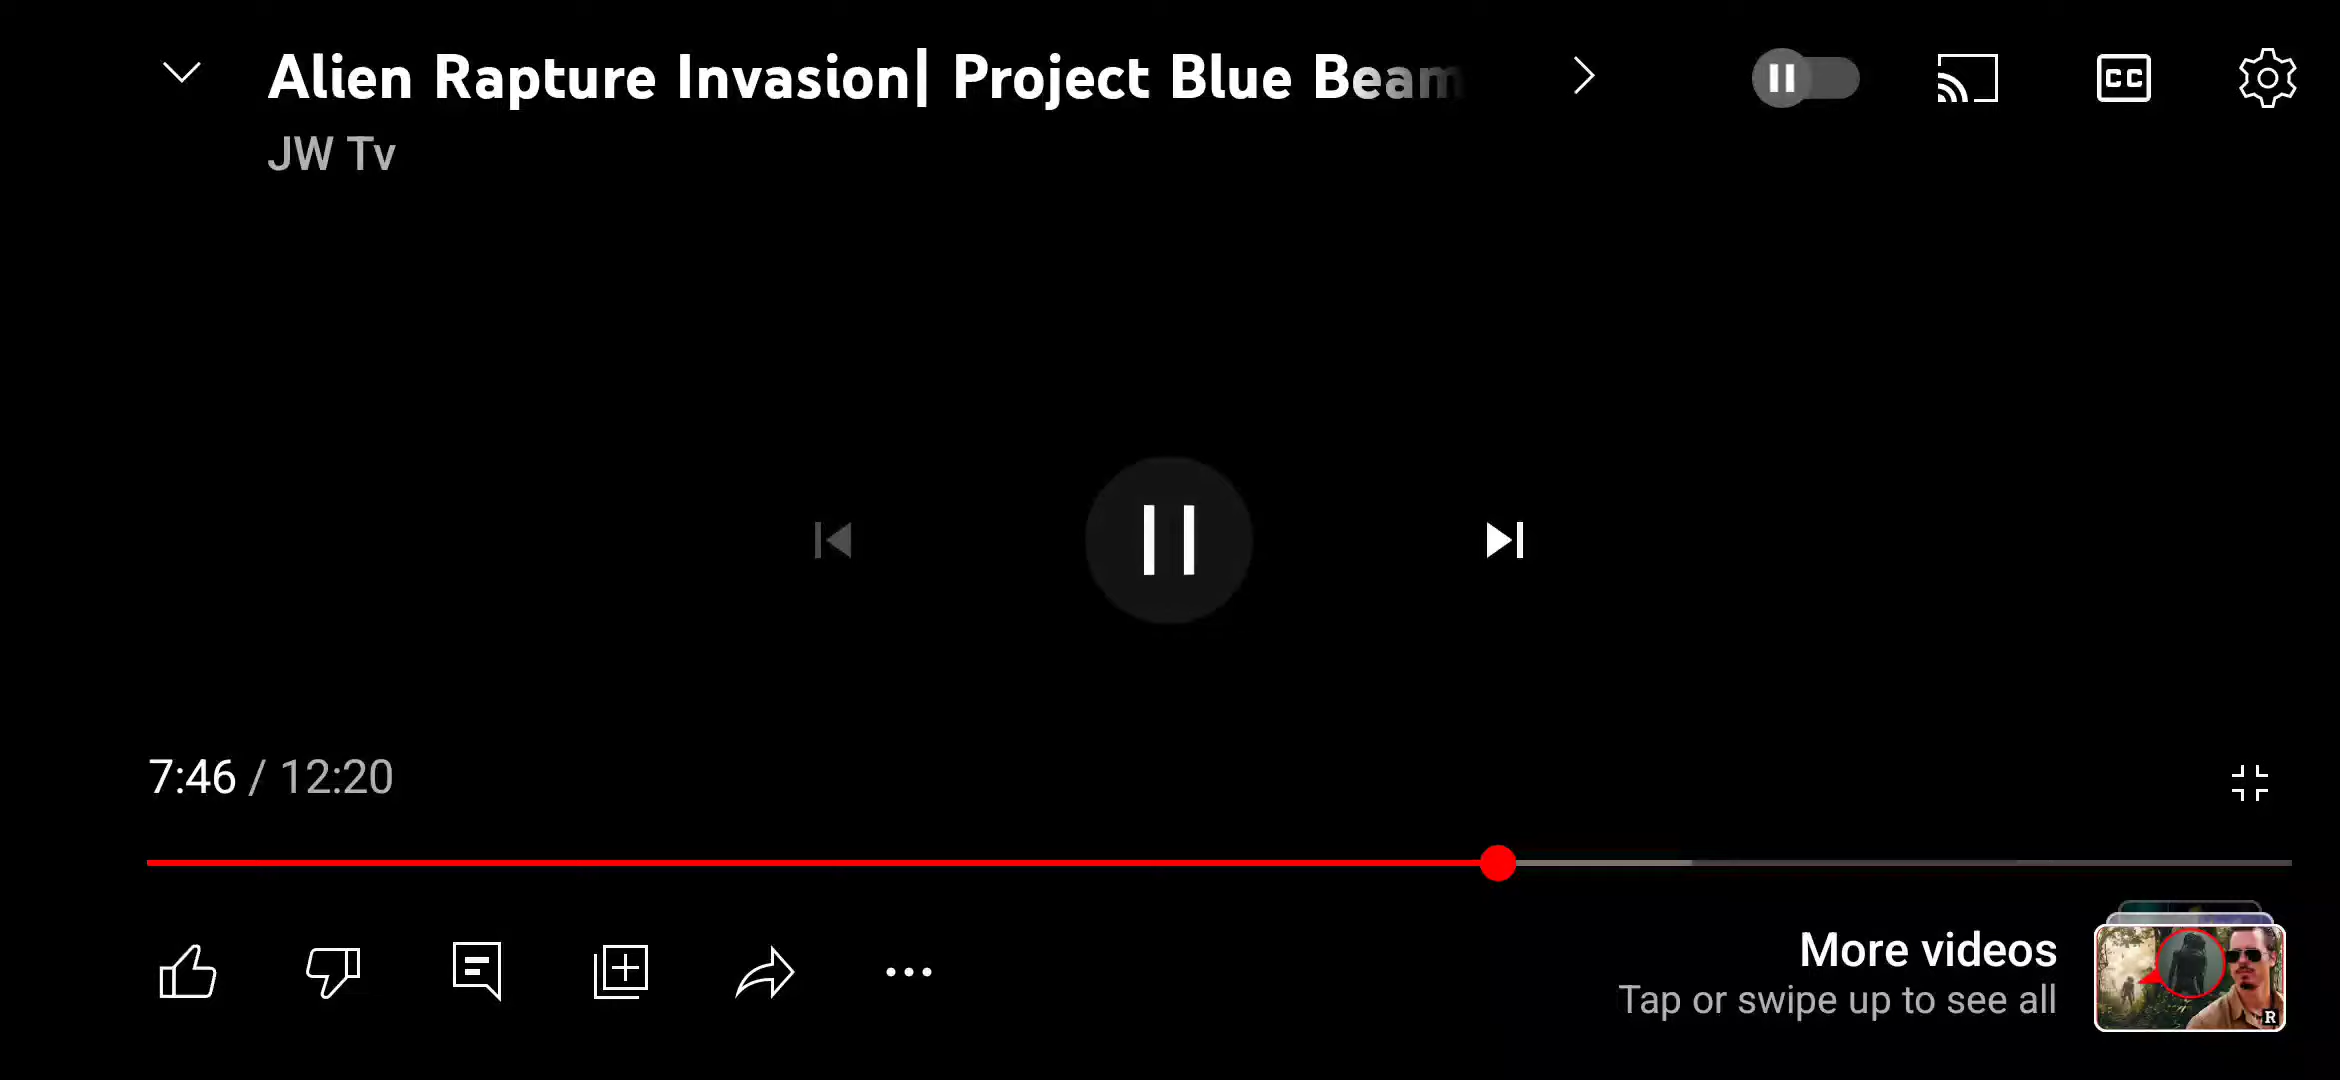 Alien Rapture Invasion| Project Blue Beam
JW Tv
CC
7:46 / 12:20
More videos
Tap or swipe up to see all
R